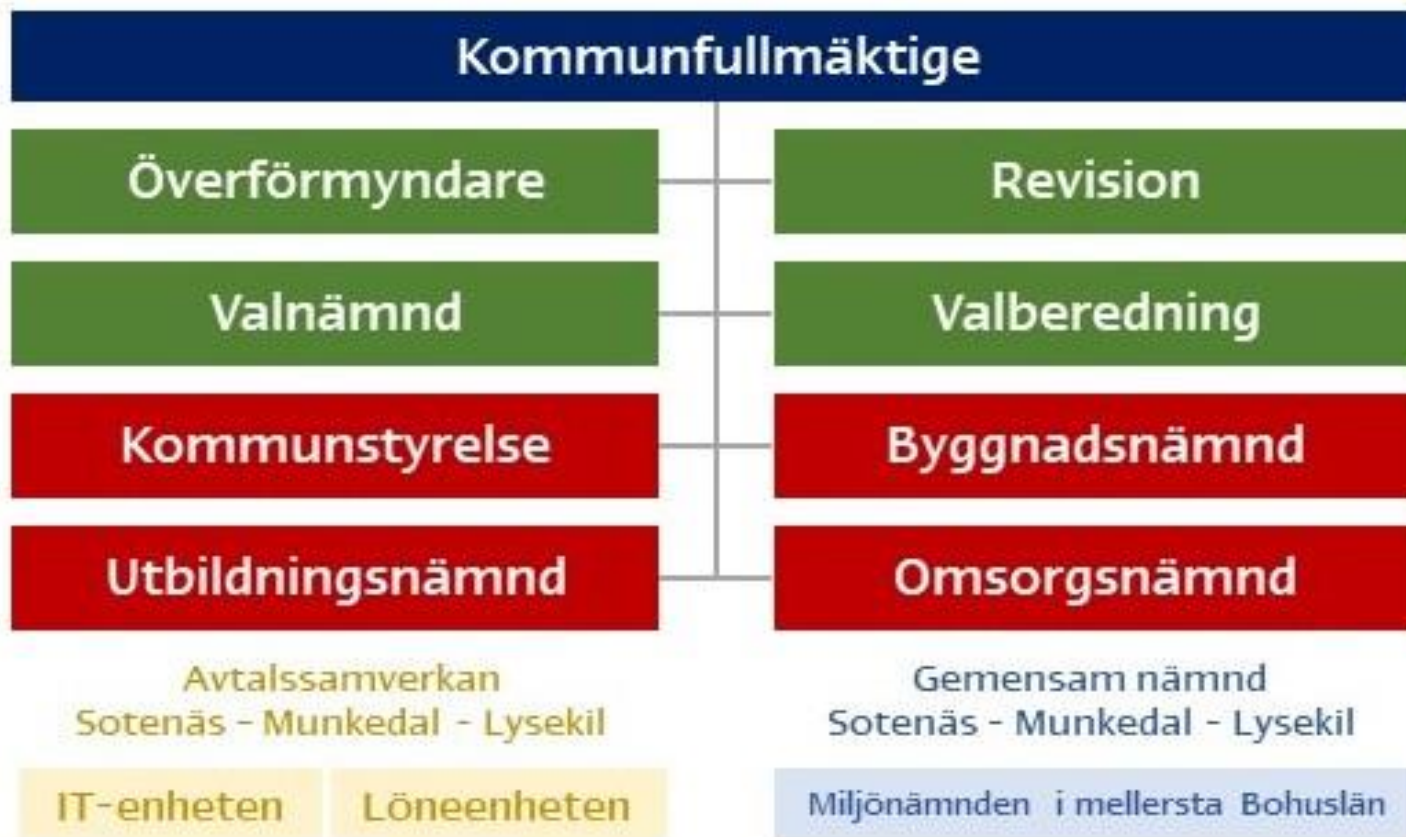 Kommunfullmäktige
Överförmyndare
Revision
Valnämnd
Valberedning
Kommunstyrelse
Byggnadsnämnd
Utbildningsnämnd
Omsorgsnämnd
Avtalssamverkan
Sotenäs - Munkedal - Lysekil
IT-enheten
Löneenheten
Gemensam nämnd
Sotenäs - Munkedal - Lysekil
Miljönämnden i mellersta Bohuslän